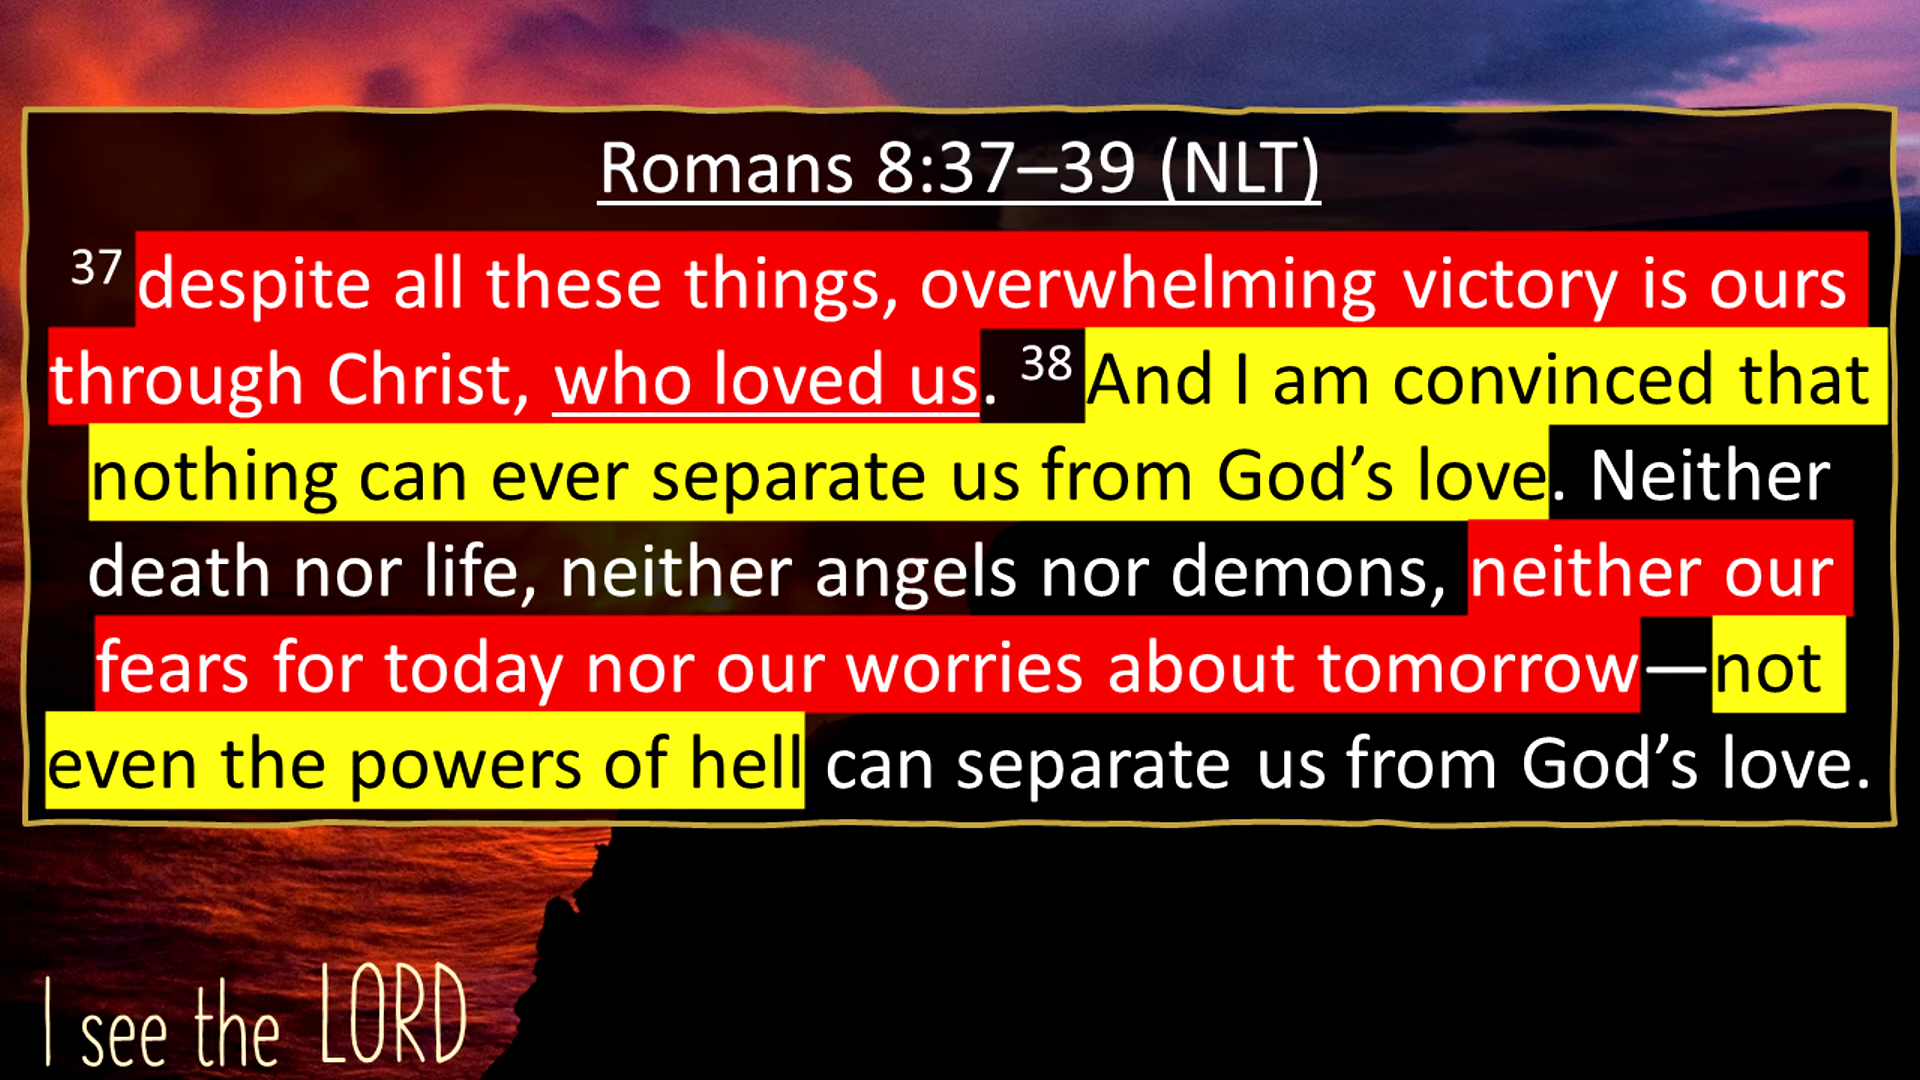 Romans 8:37–39 (NLT)
37 despite all these things, overwhelming victory is ours
through Christ, who loved us. 38 And I am convinced that
nothing can ever separate us from God’s love. Neither
death nor life, neither angels nor demons, neither our
fears for today nor our worries about tomorrow—not
even the powers of hell can separate us from God’s love.
I see the LORD